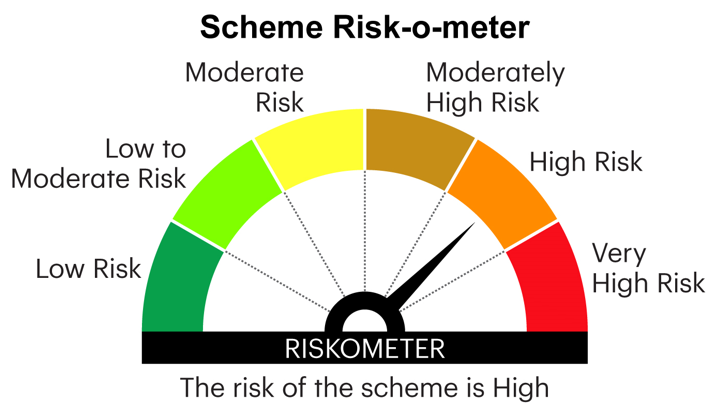 Scheme Risk-o-meter
Moderate
Risk
Moderately
High Risk
Low to
Moderate Risk
High Risk
Low Risk
Very
High Risk
RISKOMETER
The risk of the scheme is High